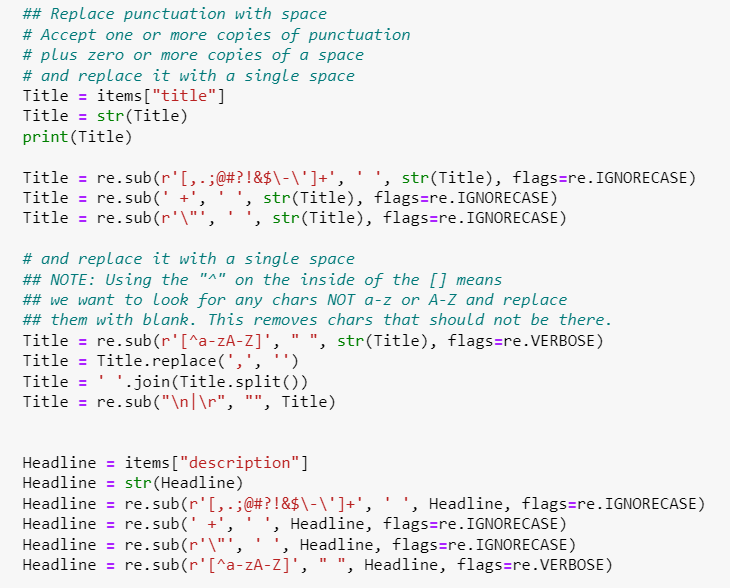 ## Replace punctuation with space
# Accept one or more copies of punctuation
# plus zero or more copies of a space
# and replace it with a single space
Title = items["title"]
Title = str(Title)
print(Title)
Title = re.sub(r'[,.;@#?!&$\-\']+', ' ', str(Title), flags=re.IGNORECASE)
Title = re.sub(' +', ' ', str(Title), flags=re.IGNORECASE)
Title = re.sub(r'\"', ' ', str(Title), flags=re.IGNORECASE)
# and replace it with a single space
## NOTE: Using the "^" on the inside of the [] means
## we want to look for any chars NOT a-z or A-Z and replace
## them with blank. This removes chars that should not be there.
Title = re.sub(r'[^a-zA-Z]', " ", str(Title), flags=re.VERBOSE)
Title = Title.replace(',', '')
Title = ' '.join(Title.split())
Title = re.sub("\n|\r", "", Title)
Headline = items["description"]
Headline = str(Headline)
Headline = re.sub(r'[,.;@#?!&$\-\']+', ' ', Headline, flags=re.IGNORECASE)
Headline = re.sub(' +', ' ', Headline, flags=re.IGNORECASE)
Headline = re.sub(r'\"', ' ', Headline, flags=re.IGNORECASE)
Headline = re.sub(r'[^a-zA-Z]', " ", Headline, flags=re.VERBOSE)